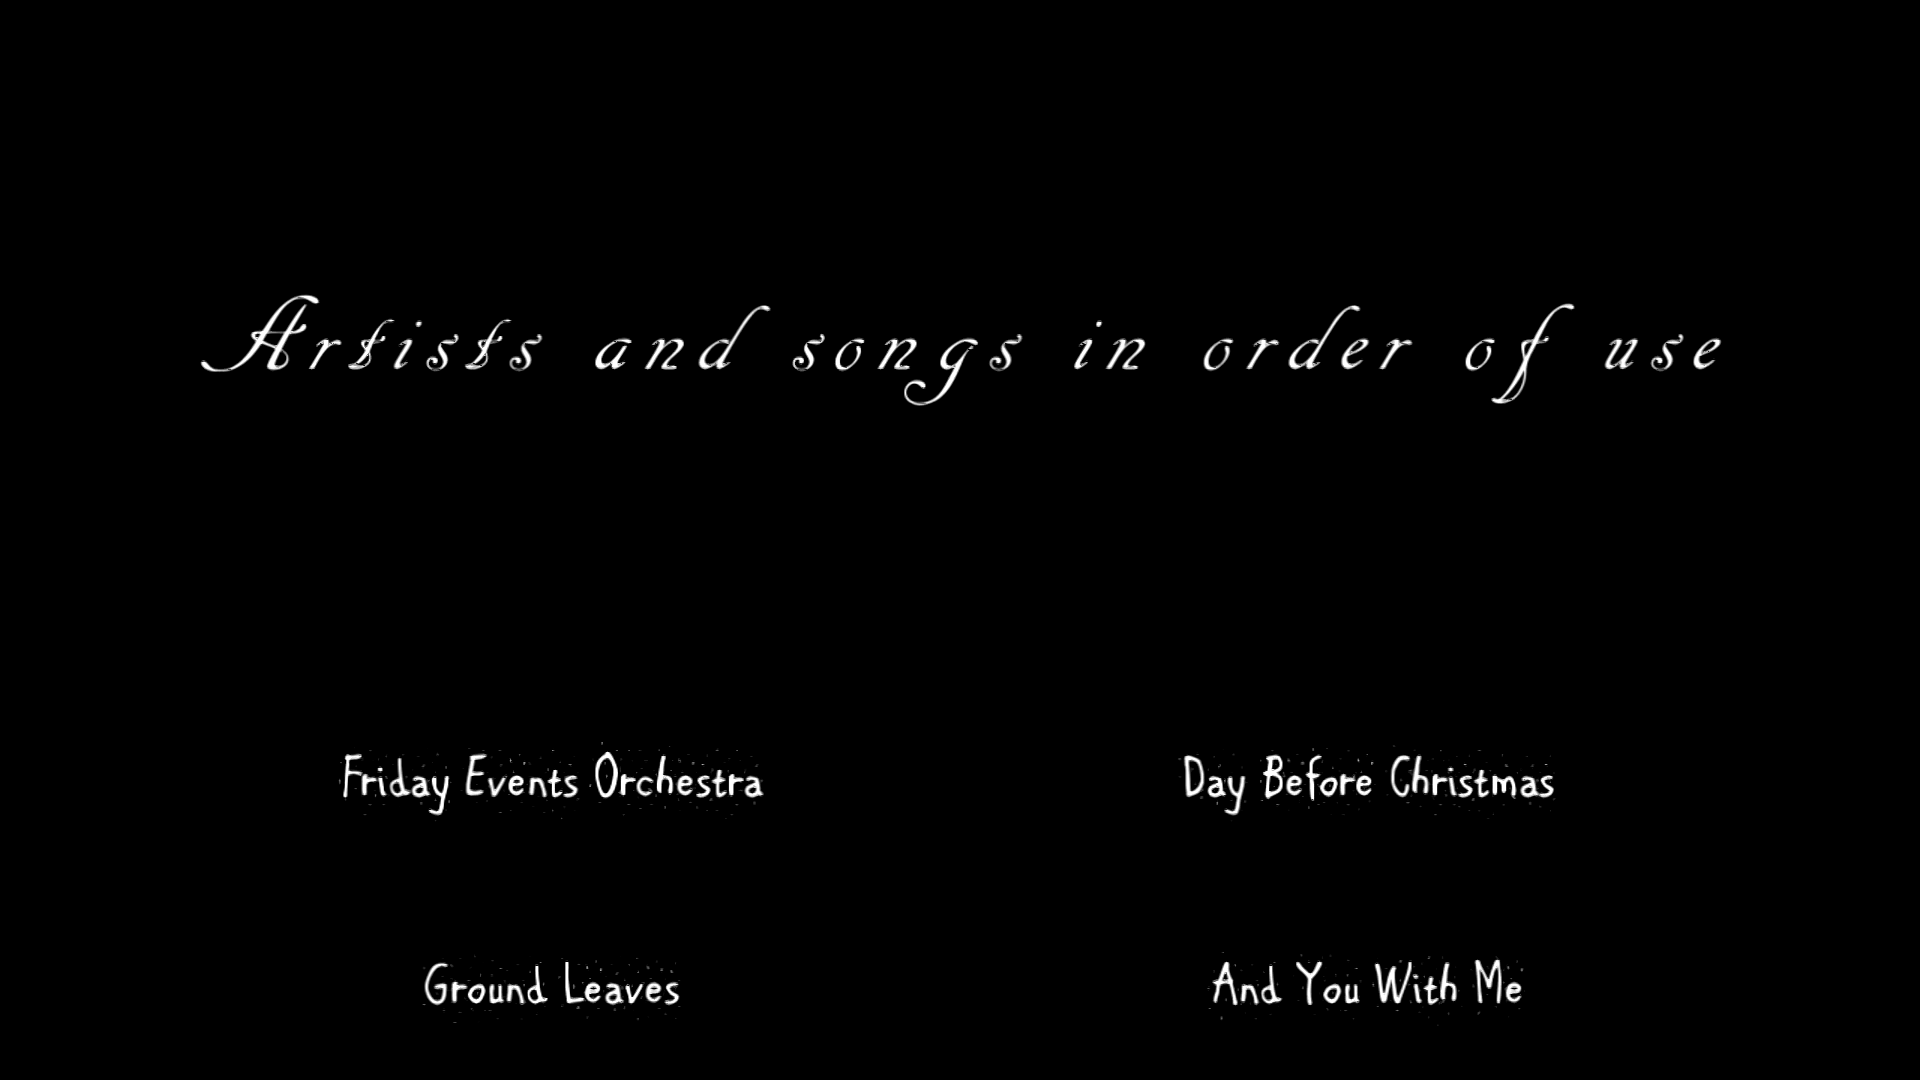 Artists and songs in order of use
Friday Events Orchestra Day Before Christmas
Ground Leaves And You With Me